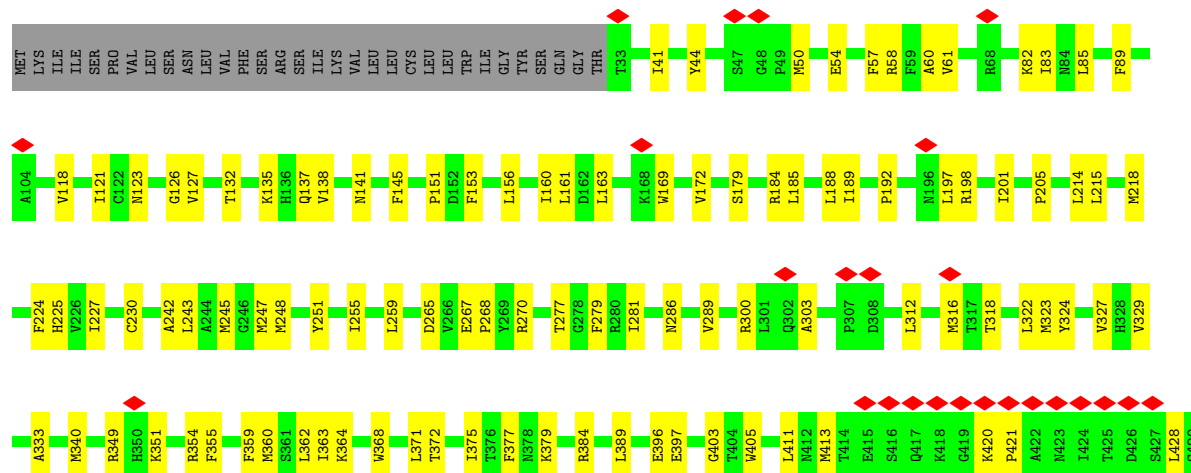 MET LYS ILE ILE SER PRO VAL LEU SER ASN LEU VAL PHE SER ARG SER ILE LYS VAL LEU LEU CYS LEU LEU TRP ILE GLY TYR SER GLN GLY THR T33 I41 Y44 S47 G48 P49 M50 E54 F57 R58 F59 A60 V61 R68 K82 I83 N84 L85 F89
A104 V118 I121 C122 N123 G126 V127 T132 K135 H136 Q137 V138 N141 F145 P151 D152 F153 L156 I160 L161 D162 L163 K168 W169 V172 S179 R184 L185 L188 I189 P192 N196 L197 R198 I201 P205 L214 L215 M218
F224 H225 V226 I227 C230 A242 L243 A244 M245 G246 M247 M248 Y251 I255 L259 D265 V266 E267 P268 Y269 R270 T277 G278 F279 R280 I281 N286 V289 R300 L301 Q302 A303 P307 D308 L312 M316 T317 T318 L322 M323 Y324 V327 H328 V329
A333 M340 R349 H350 K351 R354 F355 F359 M360 S361 L362 I363 K364 W368 L371 T372 I375 T376 F377 N378 K379 R384 L389 E396 E397 G403 T404 W405 L411 N412 M413 T414 E415 S416 Q417 K418 G419 K420 P421 A422 N423 I424 T425 D426 S427 L428